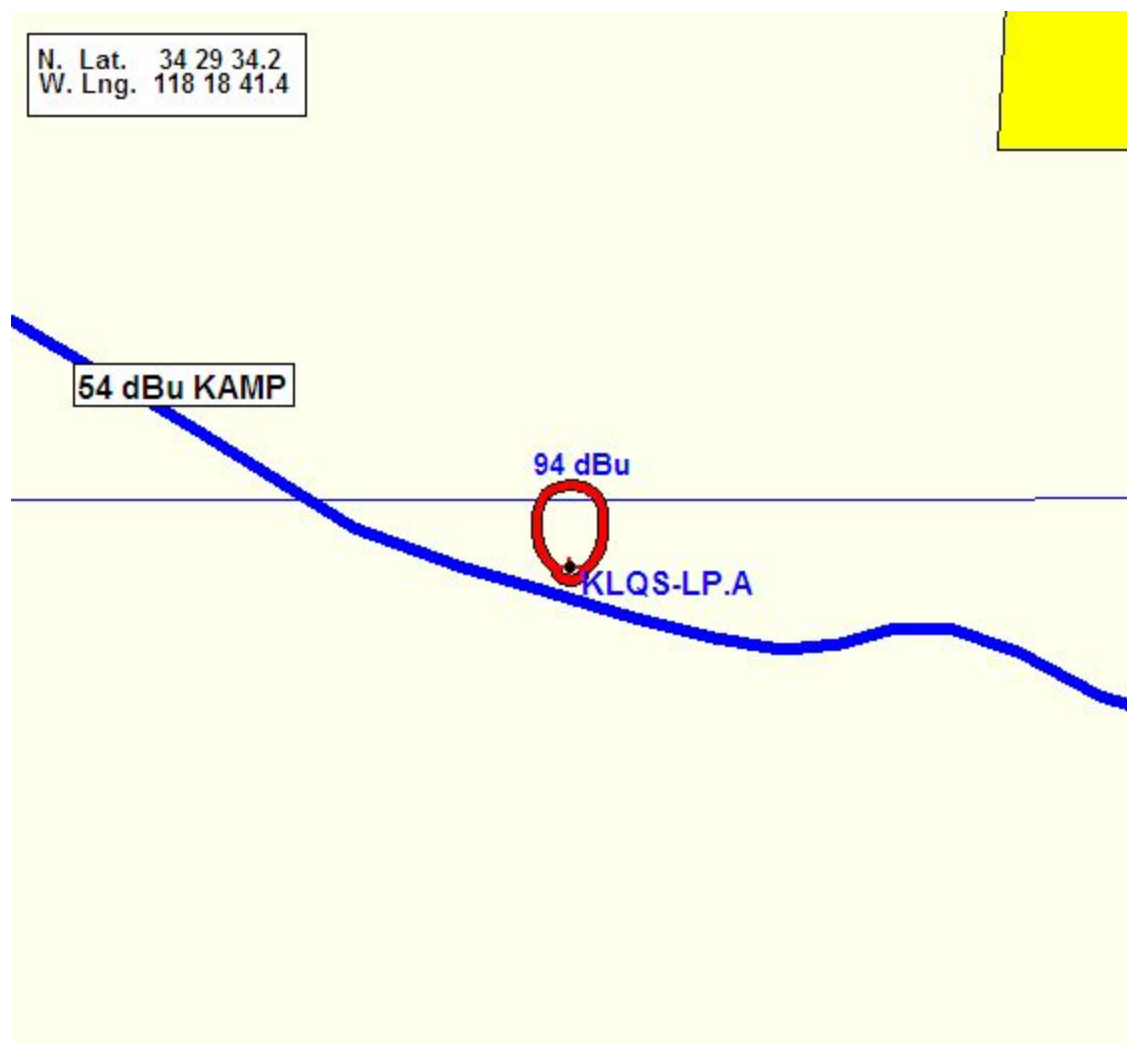 N. Lat. 34 29 34.2
W. Lng. 118 18 41.4
54 dBu KAMP
94 dBu
KLQS-LP.A